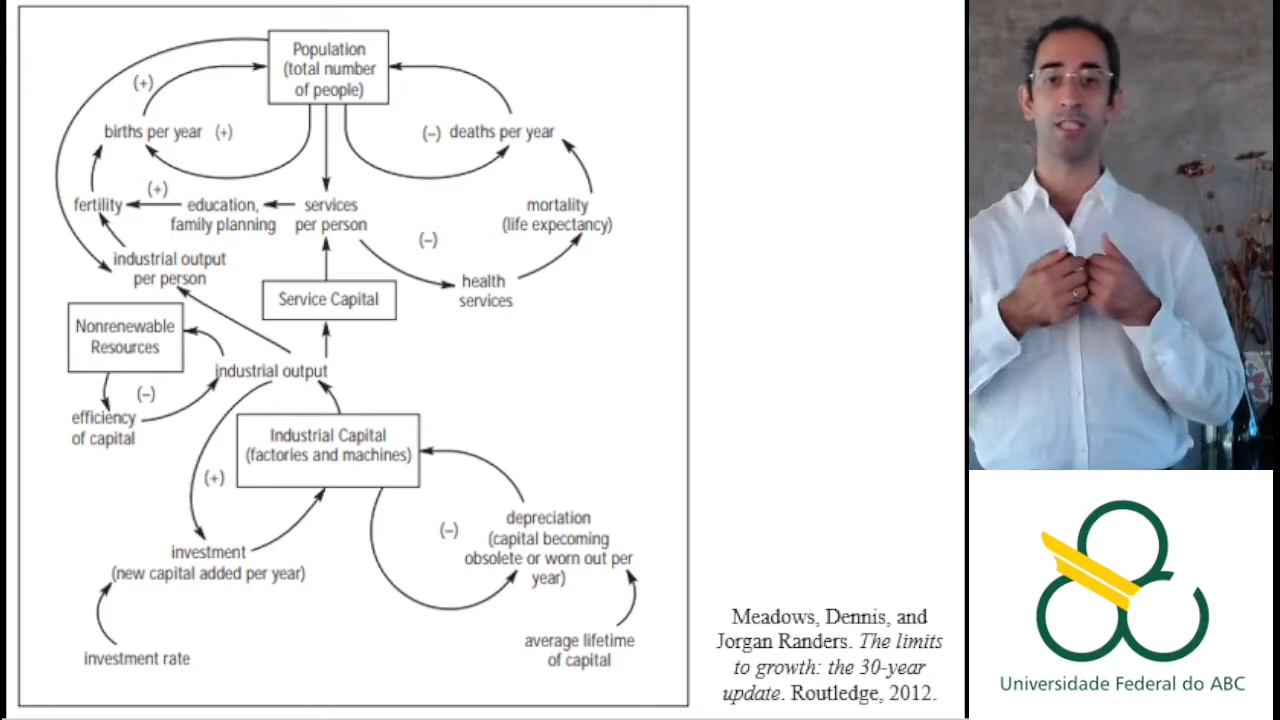 Population
(total number
of people)
(+)
births per year (+)
(–) deaths per year
(+)
fertility
education,
family planning
services
per person
mortality
(life expectancy)
(–)
industrial output
per person
health
services
Service Capital
Nonrenewable
Resources
industrial output
(–)
efficiency
of capital
Industrial Capital
(factories and machines)
(+)
(–)
depreciation
(capital becoming
obsolete or worn out per
year)
investment
(new capital added per year)
average lifetime
of capital
investment rate
Meadows, Dennis, and
Jorgan Randers. The limits
to growth: the 30-year
update. Routledge, 2012.
Universidade Federal do ABC